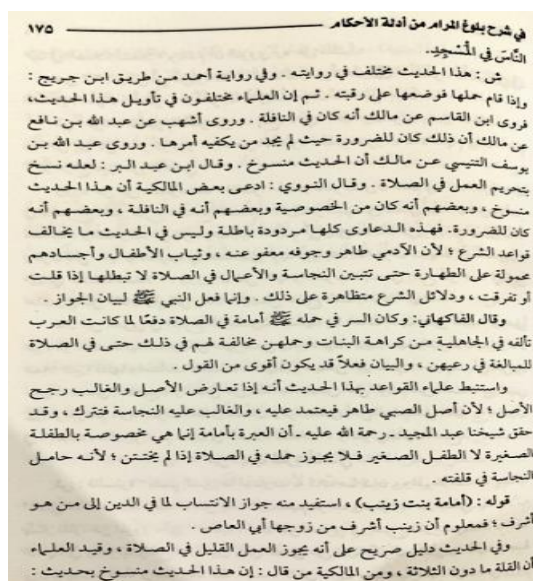 في شرح بلوغ المرام من أدلة الأحكام ١٧٥
النَّاسَ فِي الْمَسْجِدِ.
ش : هذا الحديث مختلف في روايته . وفي رواية أحمد من طريق ابن جريج :
وإذا قام حملها فوضعها على رقبته . ثم إن العلماء مختلفون في تأويل هذا الحديث،
فروى ابن القاسم عن مالك أنه كان في النافلة . وروى أشهب عن عبد الله بن نافع
عن مالك أن ذلك كان للضرورة حيث لم يجد من يكفيه أمرها . وروى عبد الله بن
يوسف التنيسي عن مالك أن الحديث منسوخ . وقال ابن عبد البر : لعله نسخ
بتحريم العمل في الصلاة . وقال النووي : ادعى بعض المالكية أن هذا الحديث
منسوخ ، وبعضهم أنه كان من الخصوصية وبعضهم أنه في النافلة ، وبعضهم أنه
كان للضرورة. فهذه الدعاوى كلها مردودة باطلة وليس في الحديث ما يخالف
قواعد الشرع ؛ لأن الآدمي طاهر وجوفه معفو عنه ، وثياب الأطفال وأجسادهم
محمولة على الطهارة حتى تتبين النجاسة والأعمال في الصلاة لا تبطلها إذا قلت
أو تفرقت ، ودلائل الشرع متظاهرة على ذلك . وإنما فعل النبي ﷺ لبيان الجواز .
وقال الفاكهاني: وكان السر في حمله ﷺ أمامة في الصلاة دفعًا لما كانت العرب
تألفه في الجاهلية من كراهة البنات وحملهن مخالفة لهم في ذلك حتى في الصلاة
للمبالغة في رعيهن ، والبيان فعلاً قد يكون أقوى من القول .
واستنبط علماء القواعد بهذا الحديث أنه إذا تعارض الأصل والغالب رجح
الأصل ؛ لأن أصل الصبي طاهر فيعتمد عليه ، والغالب عليه النجاسة فتترك ، وقد
حقق شيخنا عبد المجيد ـ رحمة الله عليه ـ أن العبرة بأمامة إنما هي مخصوصة بالطفلة
الصغيرة لا الطفل الصغير فلا يجوز حمله في الصلاة إذا لم يختتن ؛ لأنه حامل
النجاسة في قلفته .
قوله : (أمامة بنت زينب) ، استفيد منه جواز الانتساب لما في الدين إلى من هو
أشرف ؛ فمعلوم أن زينب أشرف من زوجها أبي العاص .
وفي الحديث دليل صريح على أنه يجوز العمل القليل في الصلاة ، وقيد العلماء
أن القلة ما دون الثلاثة ، ومن المالكية من قال : إن هذا الحديث منسوخ بحديث :